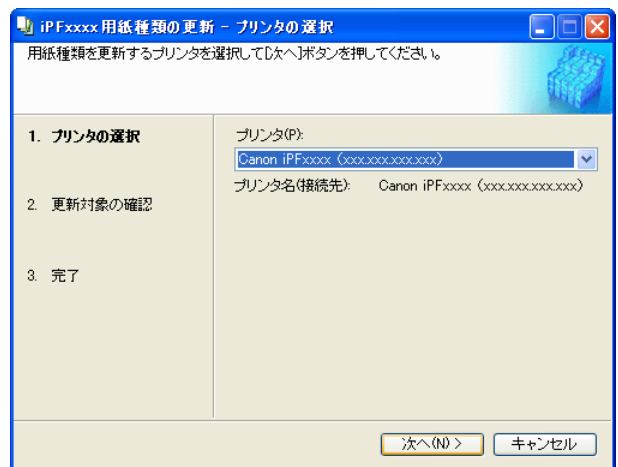 iPFxxxx 用紙種類の更新 - プリンタの選択
用紙種類を更新するプリンタを選択して[次へ]ボタンを押してください。
1. プリンタの選択
プリンタ(P):
Canon iPFxxxx (xxx.xxx.xxx.xxx)
プリンタ名(接続先): Canon iPFxxxx (xxx.xxx.xxx.xxx)
2. 更新対象の確認
3. 完了
次へ(N) > キャンセル